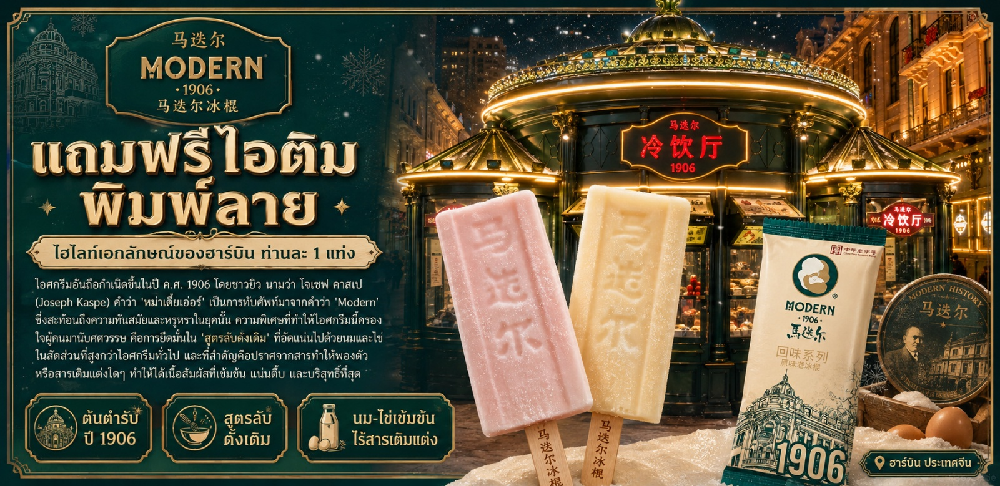 马迭尔
MODERN
·1906·
马迭尔冰棍
แถมฟรีไอติม
พิมพ์ลาย
ไฮไลท์เอกลักษณ์ของฮาร์บิน ท่านละ 1 แท่ง
ไอศกรีมอันถือกำเนิดขึ้นในปี ค.ศ. 1906 โดยชาวยิว นามว่า โจเซฟ คาสเป
(Joseph Kaspe) คำว่า 'หม่าเตี๋ยเอ่อร์' เป็นการทับศัพท์มาจากคำว่า 'Modern'
ซึ่งสะท้อนถึงความทันสมัยและหรูหราในยุคนั้น ความพิเศษที่ทำให้ไอศกรีมนี้ครอง
ใจผู้คนมานับศตวรรษ คือการยึดมั่นใน 'สูตรลับดั้งเดิม' ที่อัดแน่นไปด้วยนมและไข่
ในสัดส่วนที่สูงกว่าไอศกรีมทั่วไป และที่สำคัญคือปราศจากสารทำให้พองตัว
หรือสารเติมแต่งใดๆ ทำให้ได้เนื้อสัมผัสที่เข้มข้น แน่นตึ้บ และบริสุทธิ์ที่สุด
ต้นตำรับ
ปี 1906
สูตรลับ
ดั้งเดิม
นม-ไข่เข้มข้น
ไร้สารเติมแต่ง
马迭尔
冷饮厅
1906
马迭尔
冷饮厅
1906
马迭尔
马迭尔
马迭尔冰棍
马迭尔冰棍
中华老字号
MODERN
·1906·
馬迭尔
回味系列
原味老冰棍
1906
MODERN HISTORY
马迭尔
ฮาร์บิน ประเทศจีน